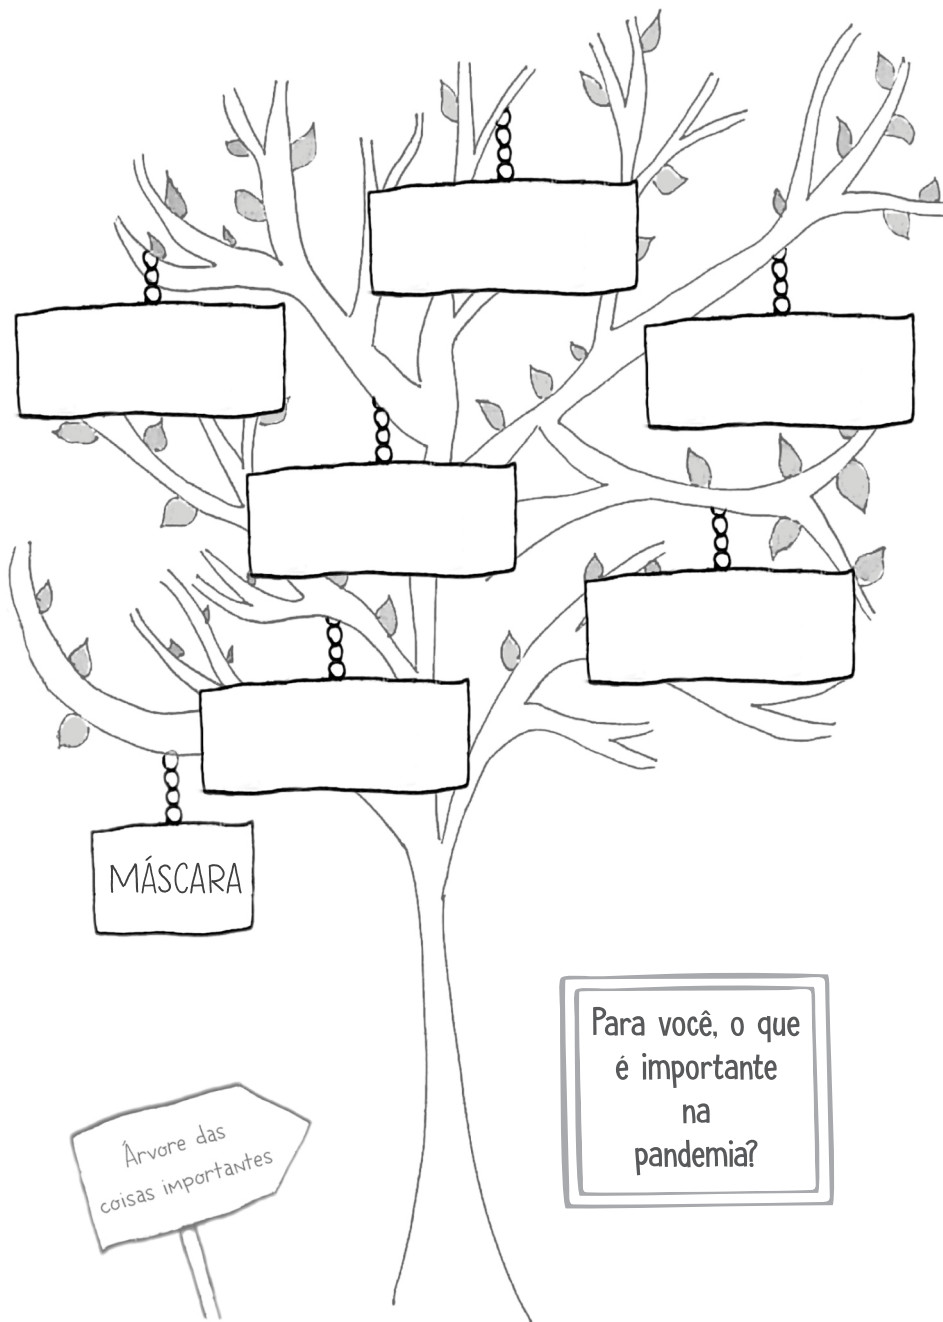 MÁSCARA
Para você, o que
é importante
na
pandemia?
Árvore das
coisas importantes